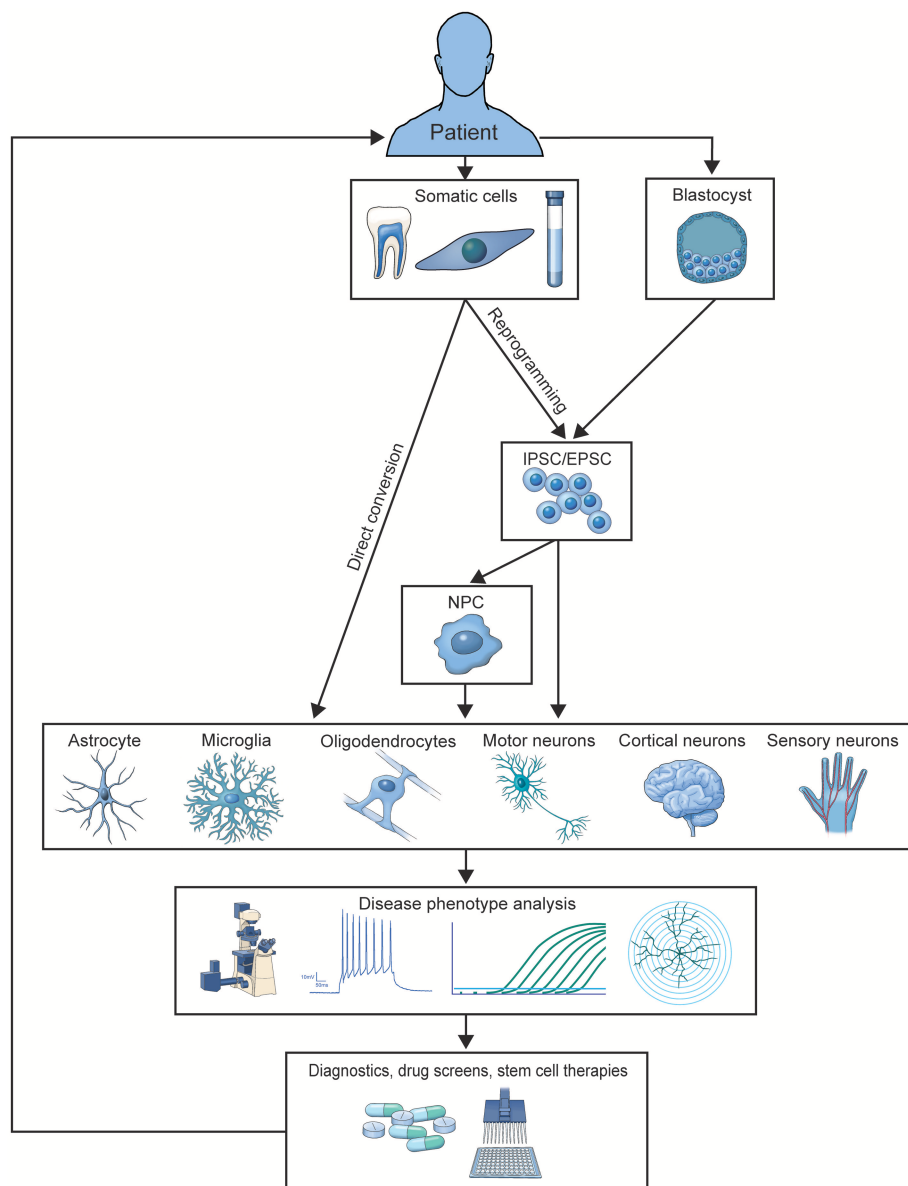 Patient
Somatic cells
Blastocyst
Reprogramming
Direct conversion
IPSC/EPSC
NPC
Astrocyte
Microglia
Oligodendrocytes
Motor neurons
Cortical neurons
Sensory neurons
Disease phenotype analysis
10mV
50ms
Diagnostics, drug screens, stem cell therapies